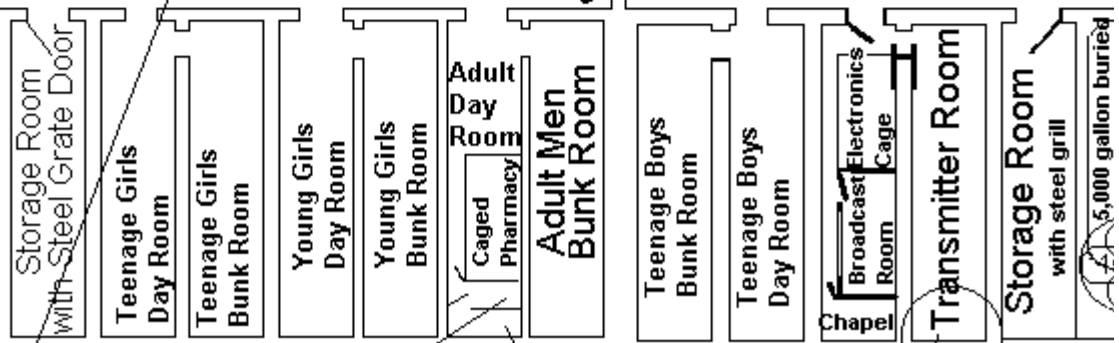 Storage Room
with Steel Grate Door
Teenage Girls
Day Room
Teenage Girls
Bunk Room
Young Girls
Day Room
Young Girls
Bunk Room
Adult
Day
Room
Caged
Pharmacy
Adult Men
Bunk Room
Teenage Boys
Bunk Room
Teenage Boys
Day Room
Electronics
Cage
Broadcast
Room
Chapel
Transmitter Room
Storage Room
with steel grill
5,000 gallon buried